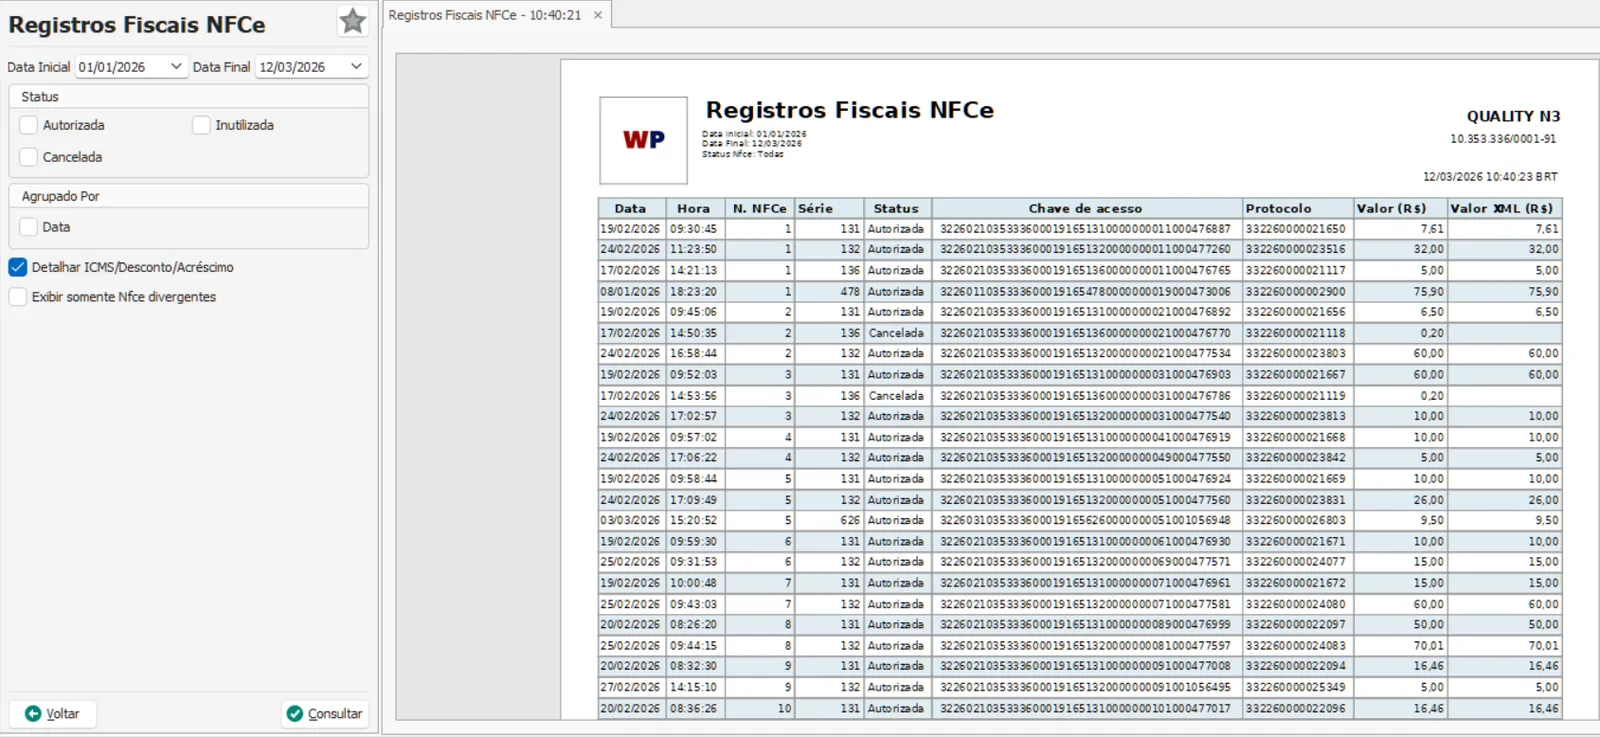 Registros Fiscais NFCe
Data Inicial 01/01/2026 Data Final 12/03/2026
Status
Autorizada Inutilizada
Cancelada
Agrupado Por
Data
Detalhar ICMS/Desconto/Acréscimo
Exibir somente Nfce divergentes
Voltar Consultar
Registros Fiscais NFCe - 10:40:21
WP
Registros Fiscais NFCe
Data Inicial: 01/01/2026
Data Final: 12/03/2026
Status Nfce: Todas
QUALITY N3
10.353.336/0001-91
12/03/2026 10:40:23 BRT
Data Hora N. NFCe Série Status Chave de acesso Protocolo Valor (R$) Valor XML (R$)
19/02/2026 09:30:45 1 131 Autorizada 32260210353336000191651310000000011000476887 332260000021650 7,61 7,61
24/02/2026 11:23:50 1 132 Autorizada 32260210353336000191651320000000011000477260 332260000023516 32,00 32,00
17/02/2026 14:21:13 1 136 Autorizada 32260210353336000191651360000000011000476765 332260000021117 5,00 5,00
08/01/2026 18:23:20 1 478 Autorizada 32260110353336000191654780000000019000473006 332260000002900 75,90 75,90
19/02/2026 09:45:06 2 131 Autorizada 32260210353336000191651310000000021000476892 332260000021656 6,50 6,50
17/02/2026 14:50:35 2 136 Cancelada 32260210353336000191651360000000021000476770 332260000021118 0,20
24/02/2026 16:58:44 2 132 Autorizada 32260210353336000191651320000000021000477534 332260000023803 60,00 60,00
19/02/2026 09:52:03 3 131 Autorizada 32260210353336000191651310000000031000476903 332260000021667 60,00 60,00
17/02/2026 14:53:56 3 136 Cancelada 32260210353336000191651360000000031000476786 332260000021119 0,20
24/02/2026 17:02:57 3 132 Autorizada 32260210353336000191651320000000031000477540 332260000023813 10,00 10,00
19/02/2026 09:57:02 4 131 Autorizada 32260210353336000191651310000000041000476919 332260000021668 10,00 10,00
24/02/2026 17:06:22 4 132 Autorizada 32260210353336000191651320000000049000477550 332260000023842 5,00 5,00
19/02/2026 09:58:44 5 131 Autorizada 32260210353336000191651310000000051000476924 332260000021669 10,00 10,00
24/02/2026 17:09:49 5 132 Autorizada 32260210353336000191651320000000051000477560 332260000023831 26,00 26,00
03/03/2026 15:20:52 5 626 Autorizada 32260310353336000191656260000000051001056948 332260000026803 9,50 9,50
19/02/2026 09:59:30 6 131 Autorizada 32260210353336000191651310000000061000476930 332260000021671 10,00 10,00
25/02/2026 09:31:53 6 132 Autorizada 32260210353336000191651320000000069000477571 332260000024077 15,00 15,00
19/02/2026 10:00:48 7 131 Autorizada 32260210353336000191651310000000071000476961 332260000021672 15,00 15,00
25/02/2026 09:43:03 7 132 Autorizada 32260210353336000191651320000000071000477581 332260000024080 60,00 60,00
20/02/2026 08:26:20 8 131 Autorizada 32260210353336000191651310000000089000476999 332260000022097 50,00 50,00
25/02/2026 09:44:15 8 132 Autorizada 32260210353336000191651320000000081000477597 332260000024083 70,01 70,01
20/02/2026 08:32:30 9 131 Autorizada 32260210353336000191651310000000091000477008 332260000022094 16,46 16,46
27/02/2026 14:15:10 9 132 Autorizada 32260210353336000191651320000000091001056495 332260000025349 5,00 5,00
20/02/2026 08:36:26 10 131 Autorizada 32260210353336000191651310000000101000477017 332260000022096 16,46 16,46